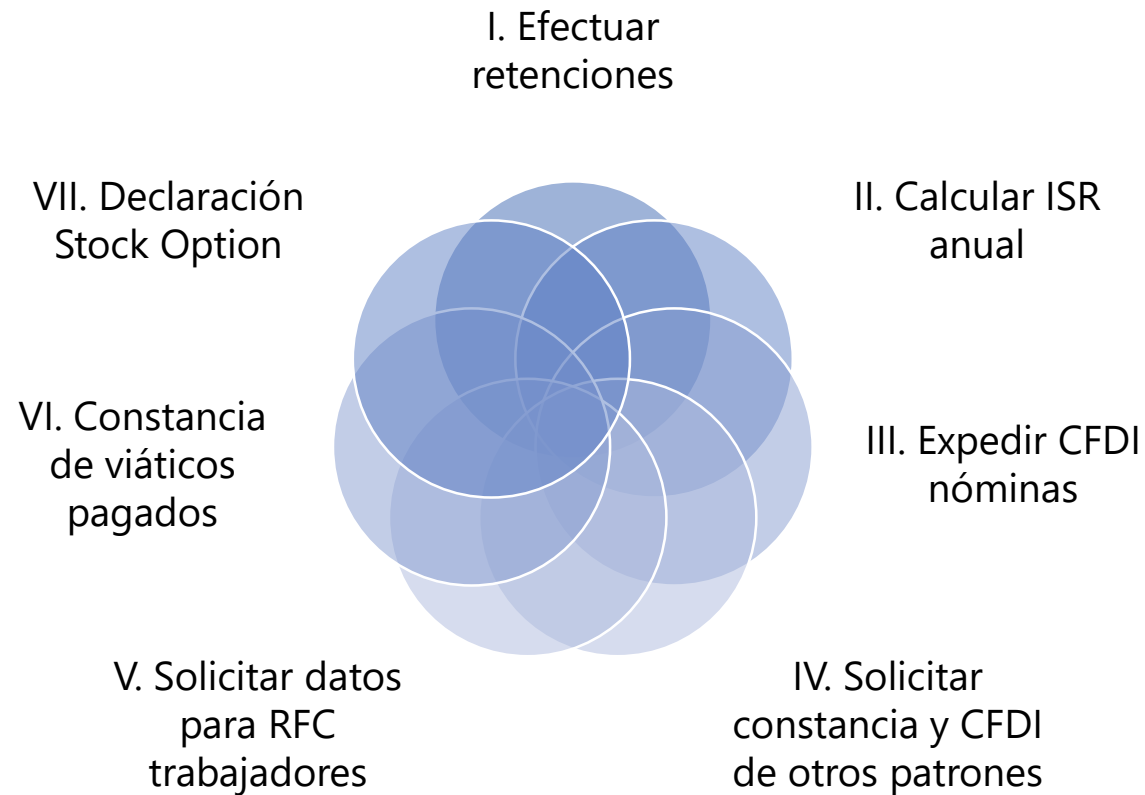 I. Efectuar
retenciones
II. Calcular ISR
anual
III. Expedir CFDI
nóminas
IV. Solicitar
constancia y CFDI
de otros patrones
V. Solicitar datos
para RFC
trabajadores
VI. Constancia
de viáticos
pagados
VII. Declaración
Stock Option